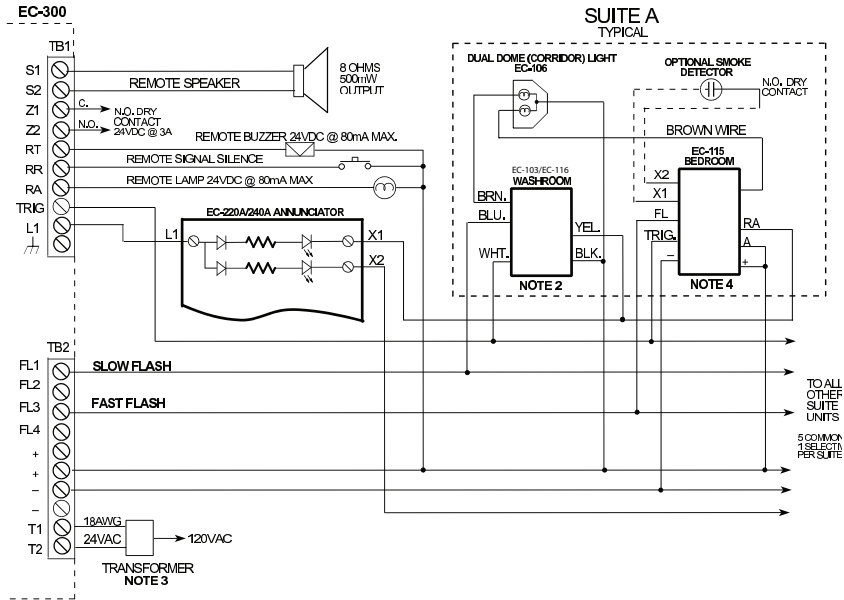 EC-300
SUITE A
TYPICAL
TB1
S1
S2
Z1
Z2
RT
RR
RA
TRIG
L1
REMOTE SPEAKER
8 OHMS
500mW
OUTPUT
C.
N.O.
N.O. DRY
CONTACT
24VDC @ 3A
REMOTE BUZZER 24VDC @ 80mA MAX.
REMOTE SIGNAL SILENCE
REMOTE LAMP 24VDC @ 80mA MAX
EC-220A/240A ANNUNCIATOR
L1
X1
X2
DUAL DOME (CORRIDOR) LIGHT
EC-106
OPTIONAL SMOKE
DETECTOR
N.O. DRY
CONTACT
BROWN WIRE
EC-103/EC-116
WASHROOM
BRN.
BLU.
WHT.
YEL.
BLK.
NOTE 2
EC-115
BEDROOM
X2
X1
FL
TRIG.
–
RA
A
+
NOTE 4
TB2
FL1
FL2
FL3
FL4
+
+
–
–
T1
T2
SLOW FLASH
FAST FLASH
18AWG
24VAC
120VAC
TRANSFORMER
NOTE 3
TO ALL
OTHER
SUITE
UNITS
5 COMMON
PER SUITE